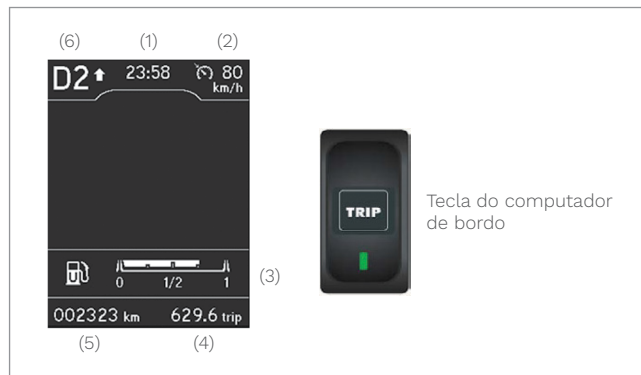 (6) (1) (2)
D2 23:58 80
km/h
TRIP
Tecla do computador
de bordo
0 1/2 1
(3)
002323 km 629.6 trip
(5) (4)